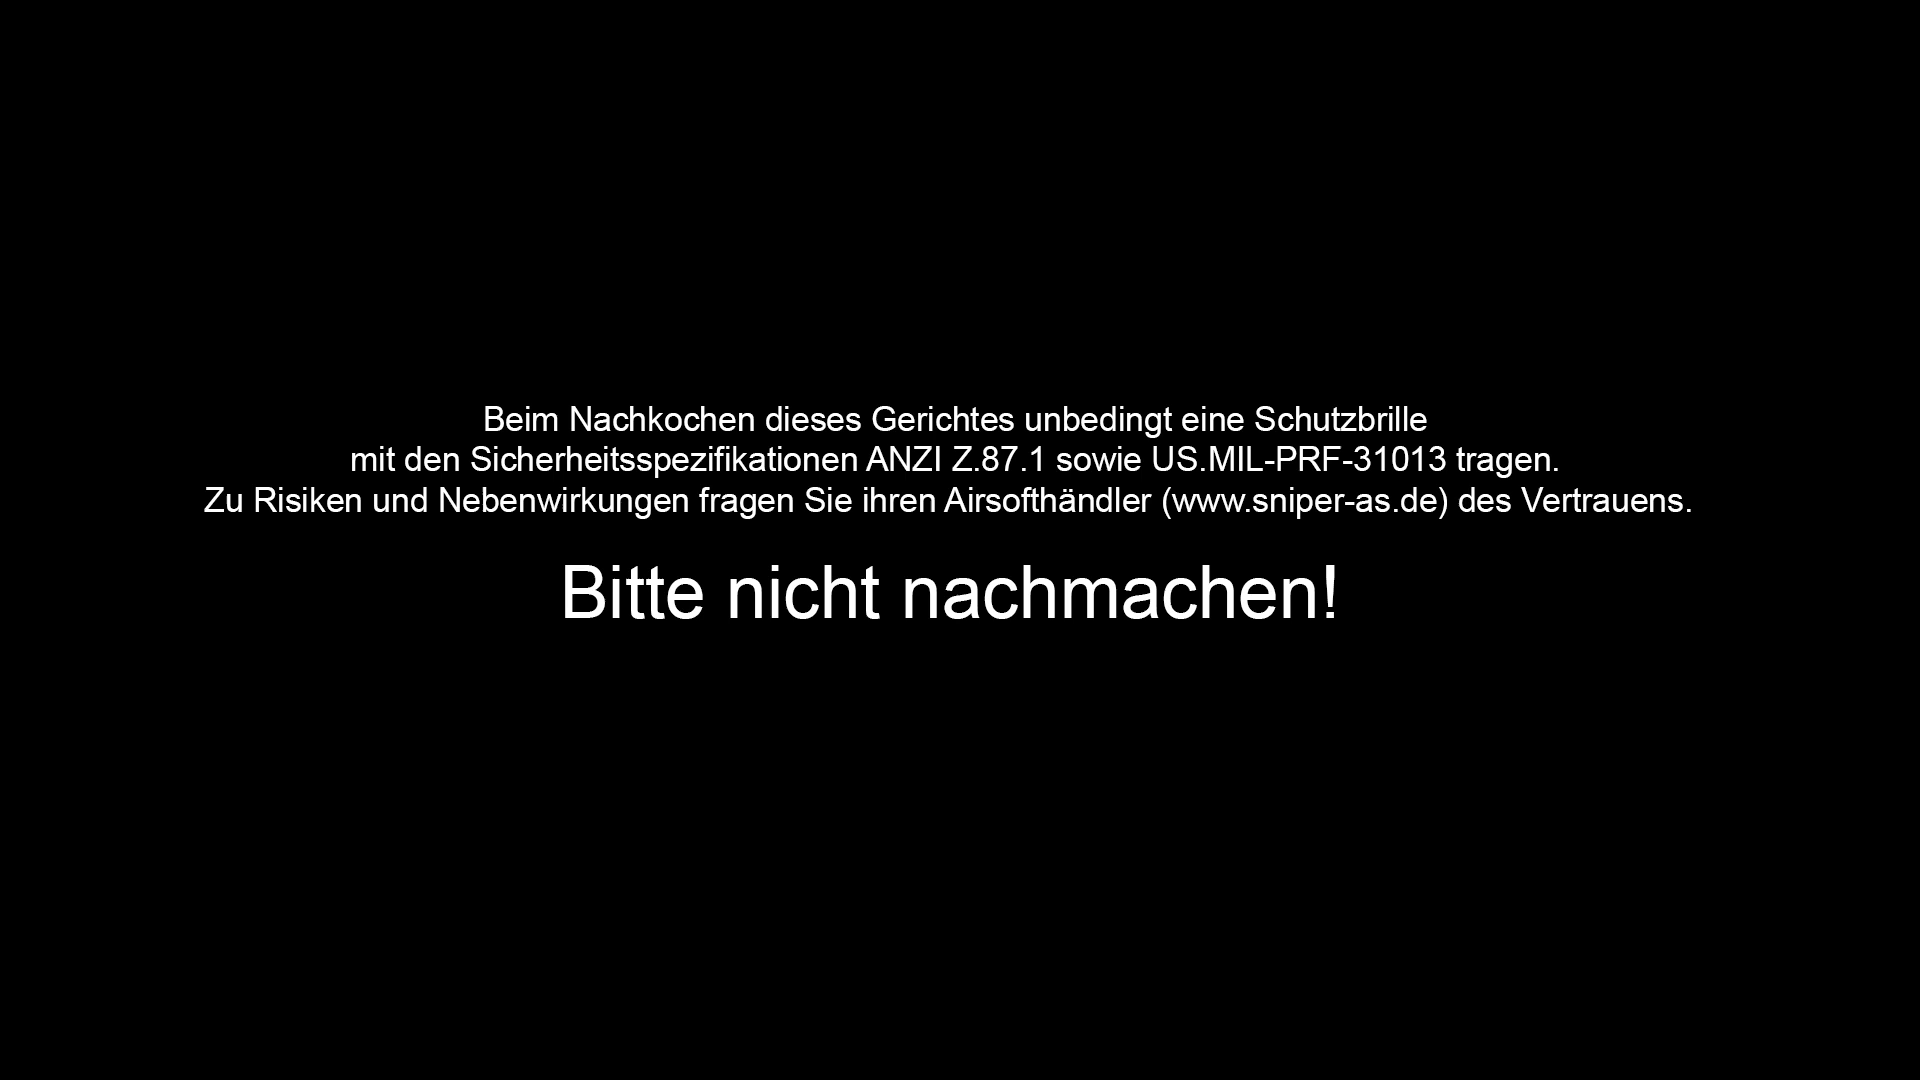 Beim Nachkochen dieses Gerichtes unbedingt eine Schutzbrille
mit den Sicherheitsspezifikationen ANZI Z.87.1 sowie US.MIL-PRF-31013 tragen.
Zu Risiken und Nebenwirkungen fragen Sie ihren Airsofthändler (www.sniper-as.de) des Vertrauens.
Bitte nicht nachmachen!